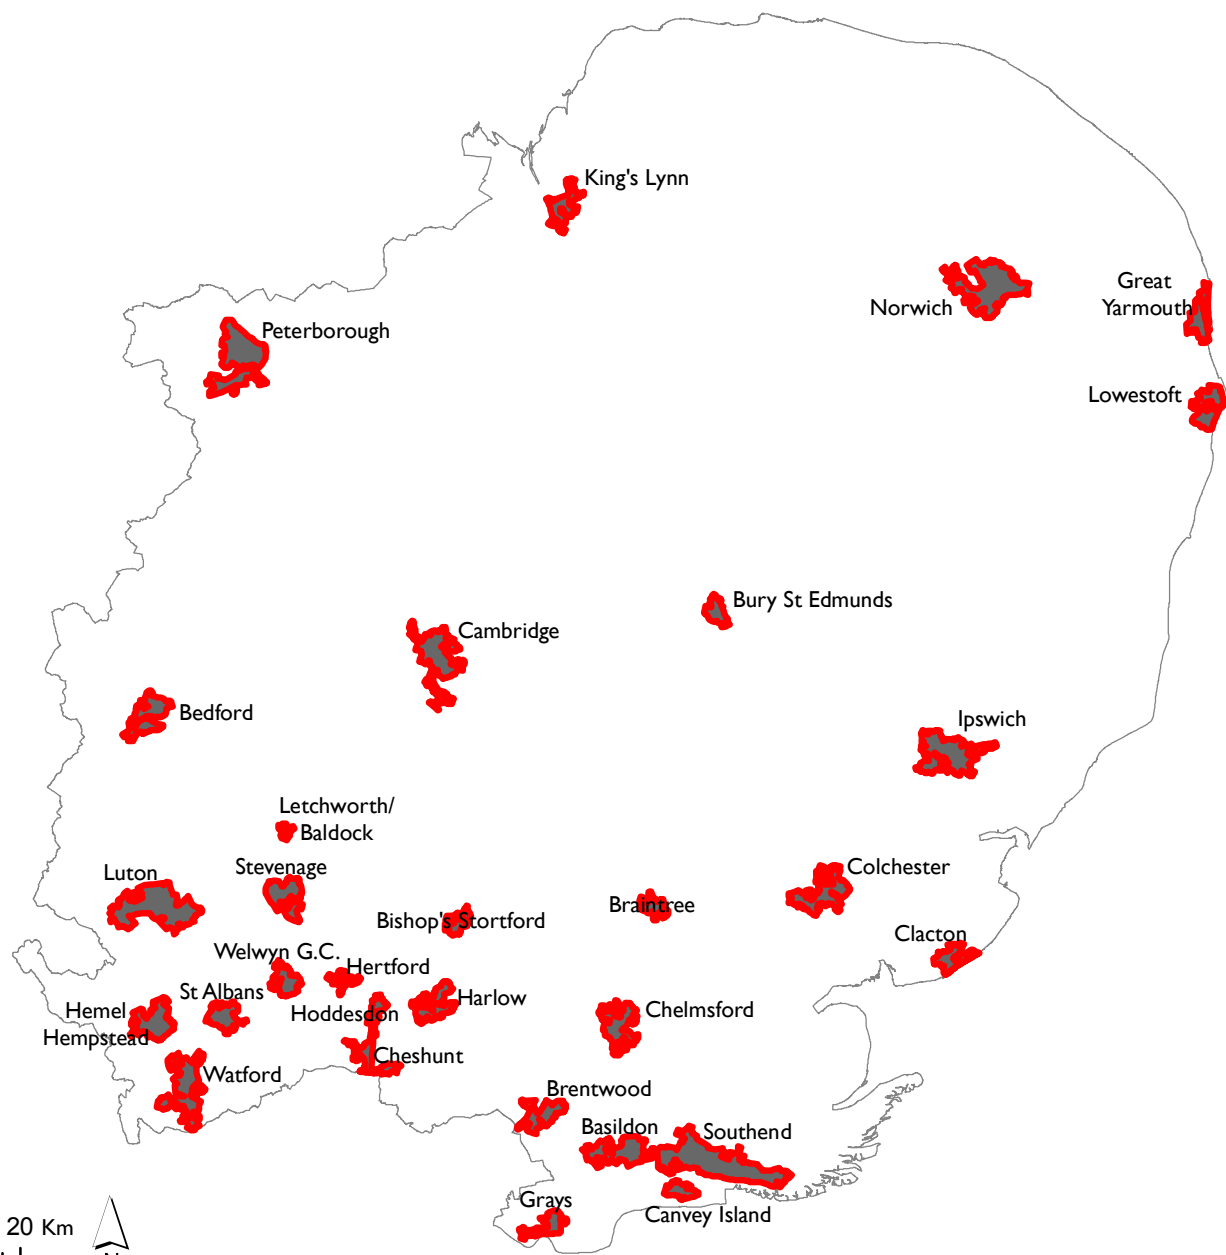 King's Lynn
Great
Yarmouth
Norwich
Peterborough
Lowestoft
Bury St Edmunds
Cambridge
Bedford
Ipswich
Letchworth/
Baldock
Stevenage
Luton
Colchester
Braintree
Bishop's Stortford
Clacton
Welwyn G.C.
Hertford
St Albans
Harlow
Hemel
Hempstead
Hoddesdon
Chelmsford
Cheshunt
Watford
Brentwood
Basildon
Southend
Grays
Canvey Island
20 Km